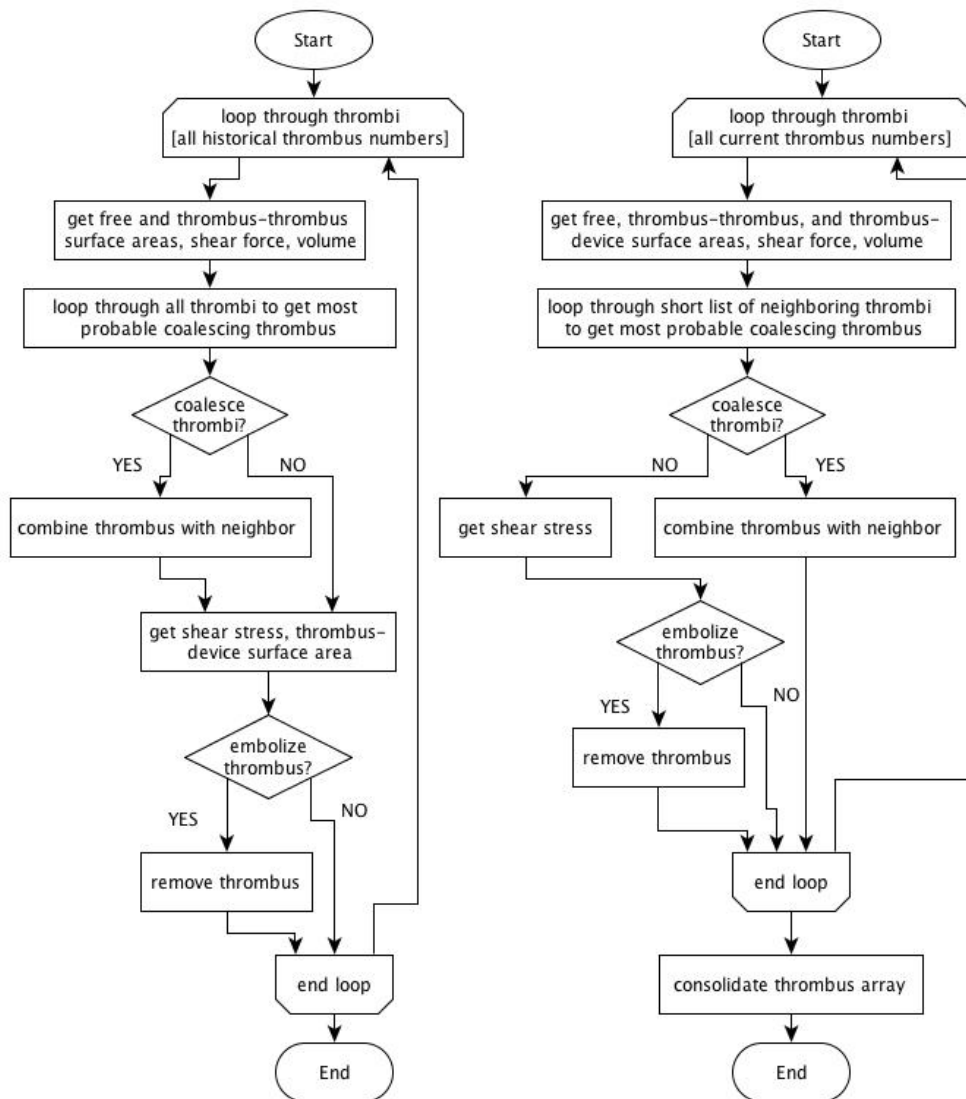 Start
loop through thrombi
[all historical thrombus numbers]
get free and thrombus-thrombus
surface areas, shear force, volume
loop through all thrombi to get most
probable coalescing thrombus
coalesce
thrombi?
YES
NO
combine thrombus with neighbor
get shear stress, thrombus-
device surface area
embolize
thrombus?
YES
NO
remove thrombus
end loop
End
Start
loop through thrombi
[all current thrombus numbers]
get free, thrombus-thrombus, and thrombus-
device surface areas, shear force, volume
loop through short list of neighboring thrombi
to get most probable coalescing thrombus
coalesce
thrombi?
NO
YES
get shear stress
combine thrombus with neighbor
embolize
thrombus?
YES
NO
remove thrombus
end loop
consolidate thrombus array
End